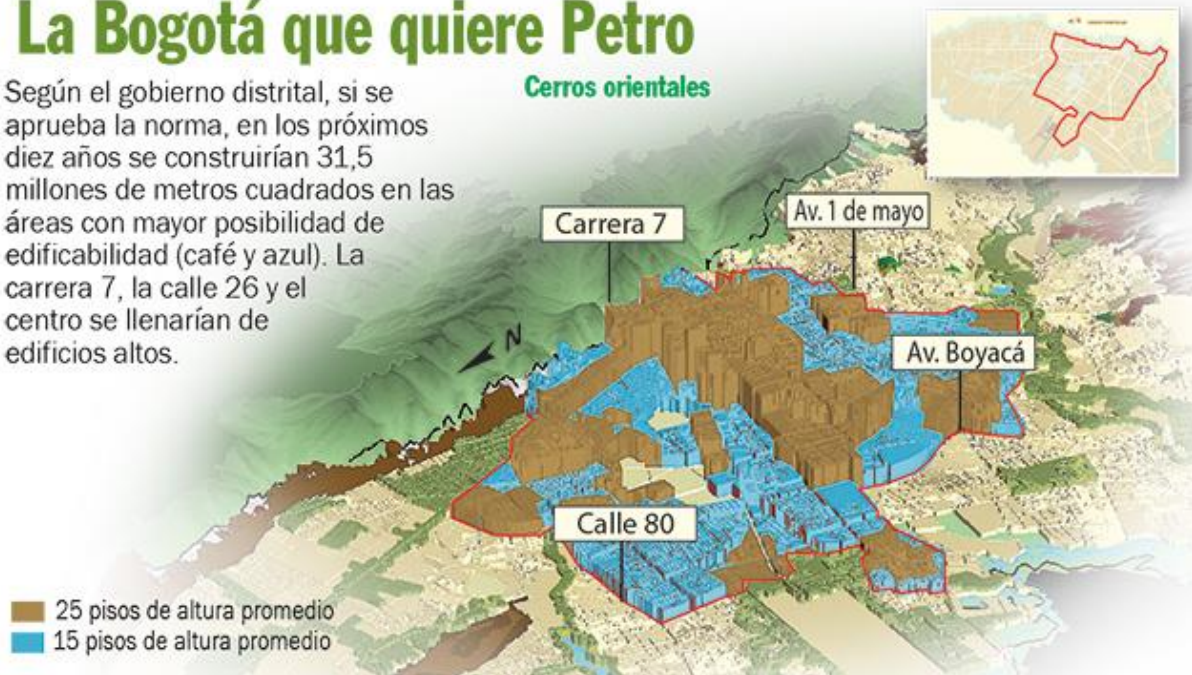 La Bogotá que quiere Petro
Según el gobierno distrital, si se
aprueba la norma, en los próximos
diez años se construirían 31,5
millones de metros cuadrados en las
áreas con mayor posibilidad de
edificabilidad (café y azul). La
carrera 7, la calle 26 y el
centro se llenarían de
edificios altos.
Cerros orientales
Carrera 7
Av. 1 de mayo
N
Av. Boyacá
Calle 80
25 pisos de altura promedio
15 pisos de altura promedio